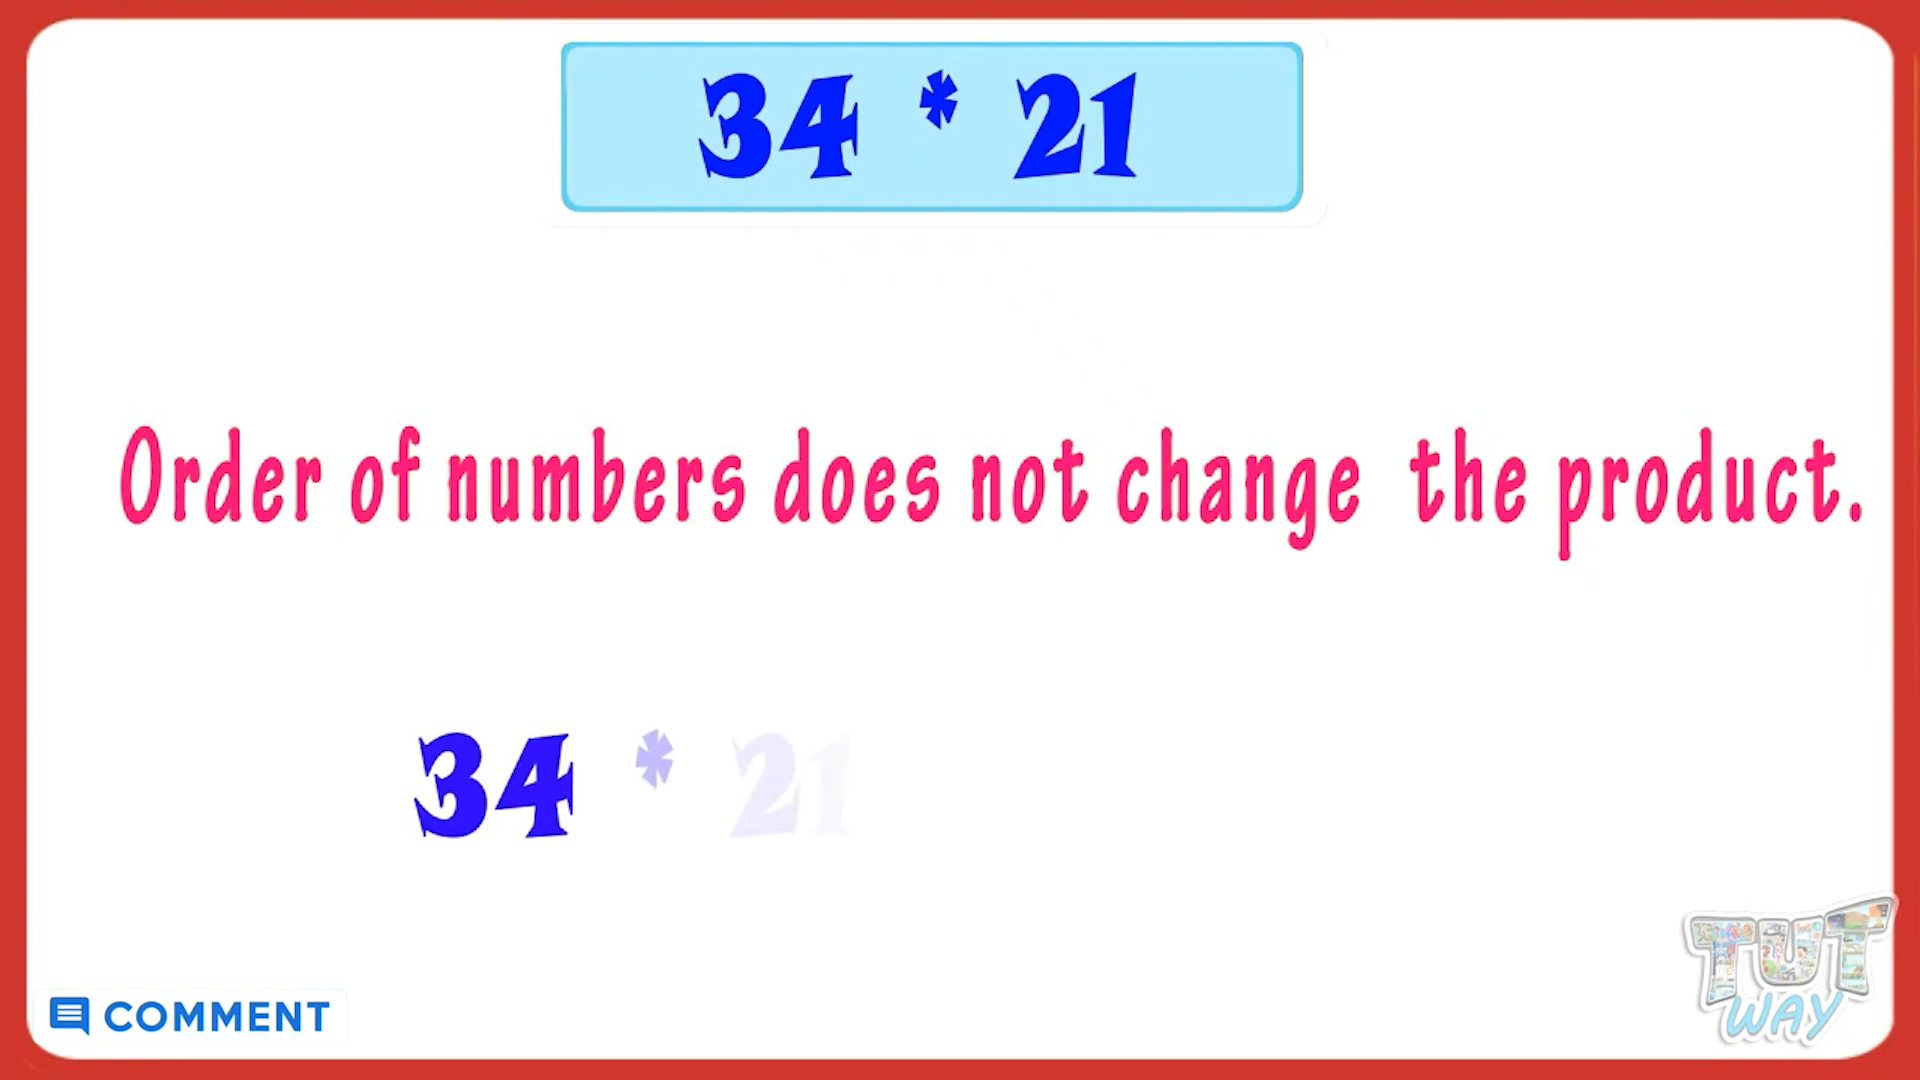 34 * 21
Order of numbers does not change the product.
34 * 21
COMMENT
TUT
WAY